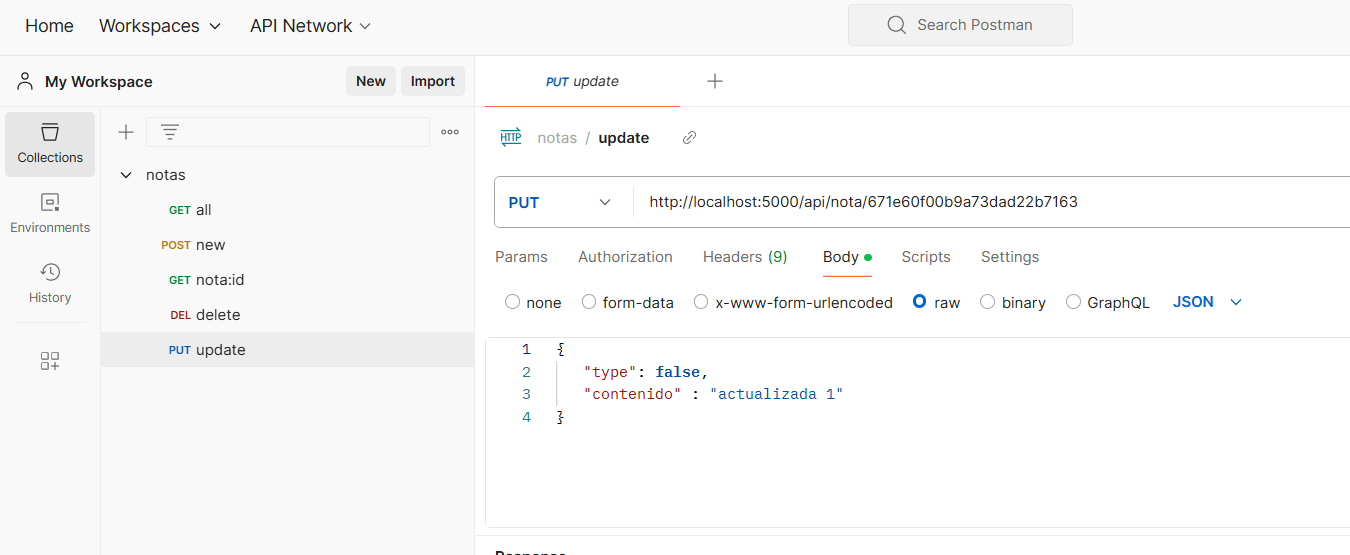 Home Workspaces API Network Search Postman
My Workspace New Import
PUT update
Collections
Environments
History
notas
GET all
POST new
GET nota:id
DEL delete
PUT update
HTTP notas / update
PUT http://localhost:5000/api/nota/671e60f00b9a73dad22b7163
Params Authorization Headers (9) Body Scripts Settings
none form-data x-www-form-urlencoded raw binary GraphQL JSON
1 {
2 "type": false,
3 "contenido" : "actualizada 1"
4 }
Response